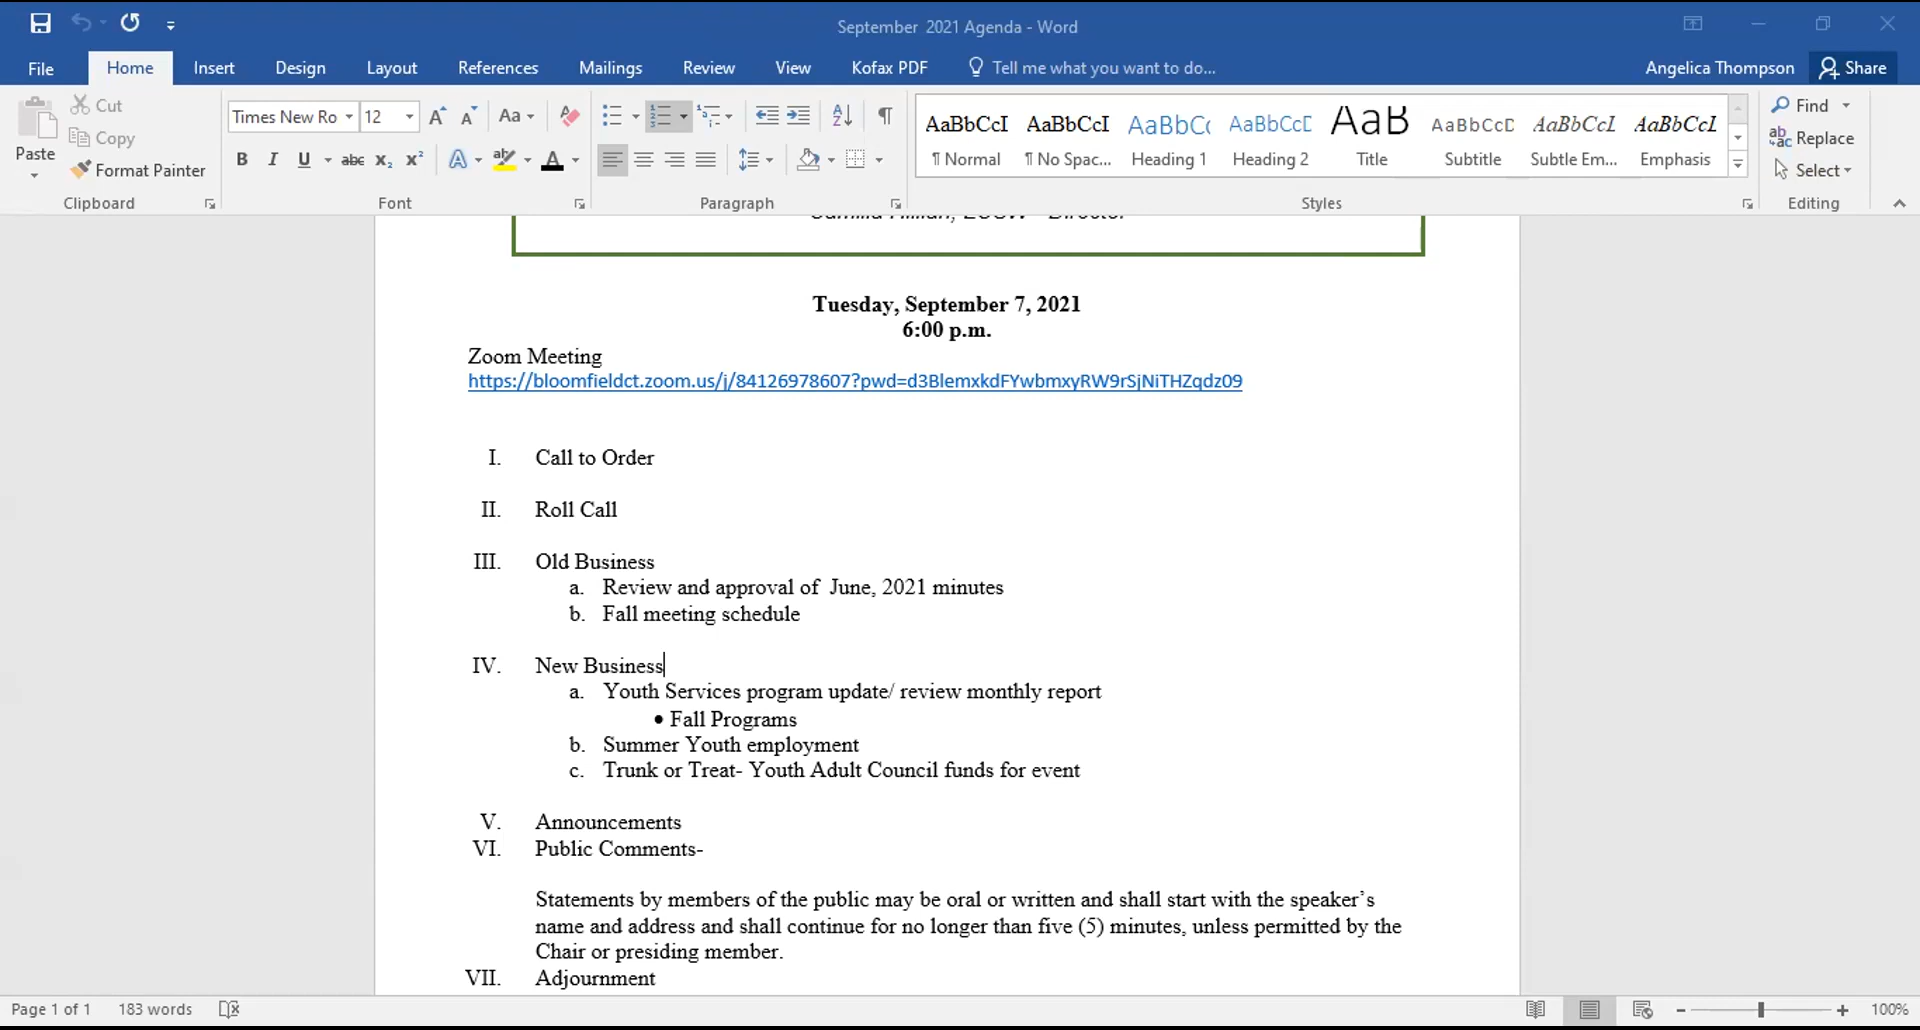 September 2021 Agenda - Word
File Home Insert Design Layout References Mailings Review View Kofax PDF Tell me what you want to do... Angelica Thompson Share
Paste
Cut
Copy
Format Painter
Clipboard
Times New Ro 12
Font
Paragraph
AaBbCcI AaBbCcI AaBbC AaBbCcD AaB AaBbCcD AaBbCcL AaBbCcL
¶ Normal ¶ No Spac... Heading 1 Heading 2 Title Subtitle Subtle Em... Emphasis
Styles
Find
Replace
Select
Editing
Director
Tuesday, September 7, 2021
6:00 p.m.
Zoom Meeting
https://bloomfieldct.zoom.us/j/84126978607?pwd=d3BlemxkdFYwbmxyRW9rSjNiTHZqdz09
I. Call to Order
II. Roll Call
III. Old Business
a. Review and approval of June, 2021 minutes
b. Fall meeting schedule
IV. New Business
a. Youth Services program update/ review monthly report
• Fall Programs
b. Summer Youth employment
c. Trunk or Treat- Youth Adult Council funds for event
V. Announcements
VI. Public Comments-
Statements by members of the public may be oral or written and shall start with the speaker's
name and address and shall continue for no longer than five (5) minutes, unless permitted by the
Chair or presiding member.
VII. Adjournment
Page 1 of 1 183 words 100%